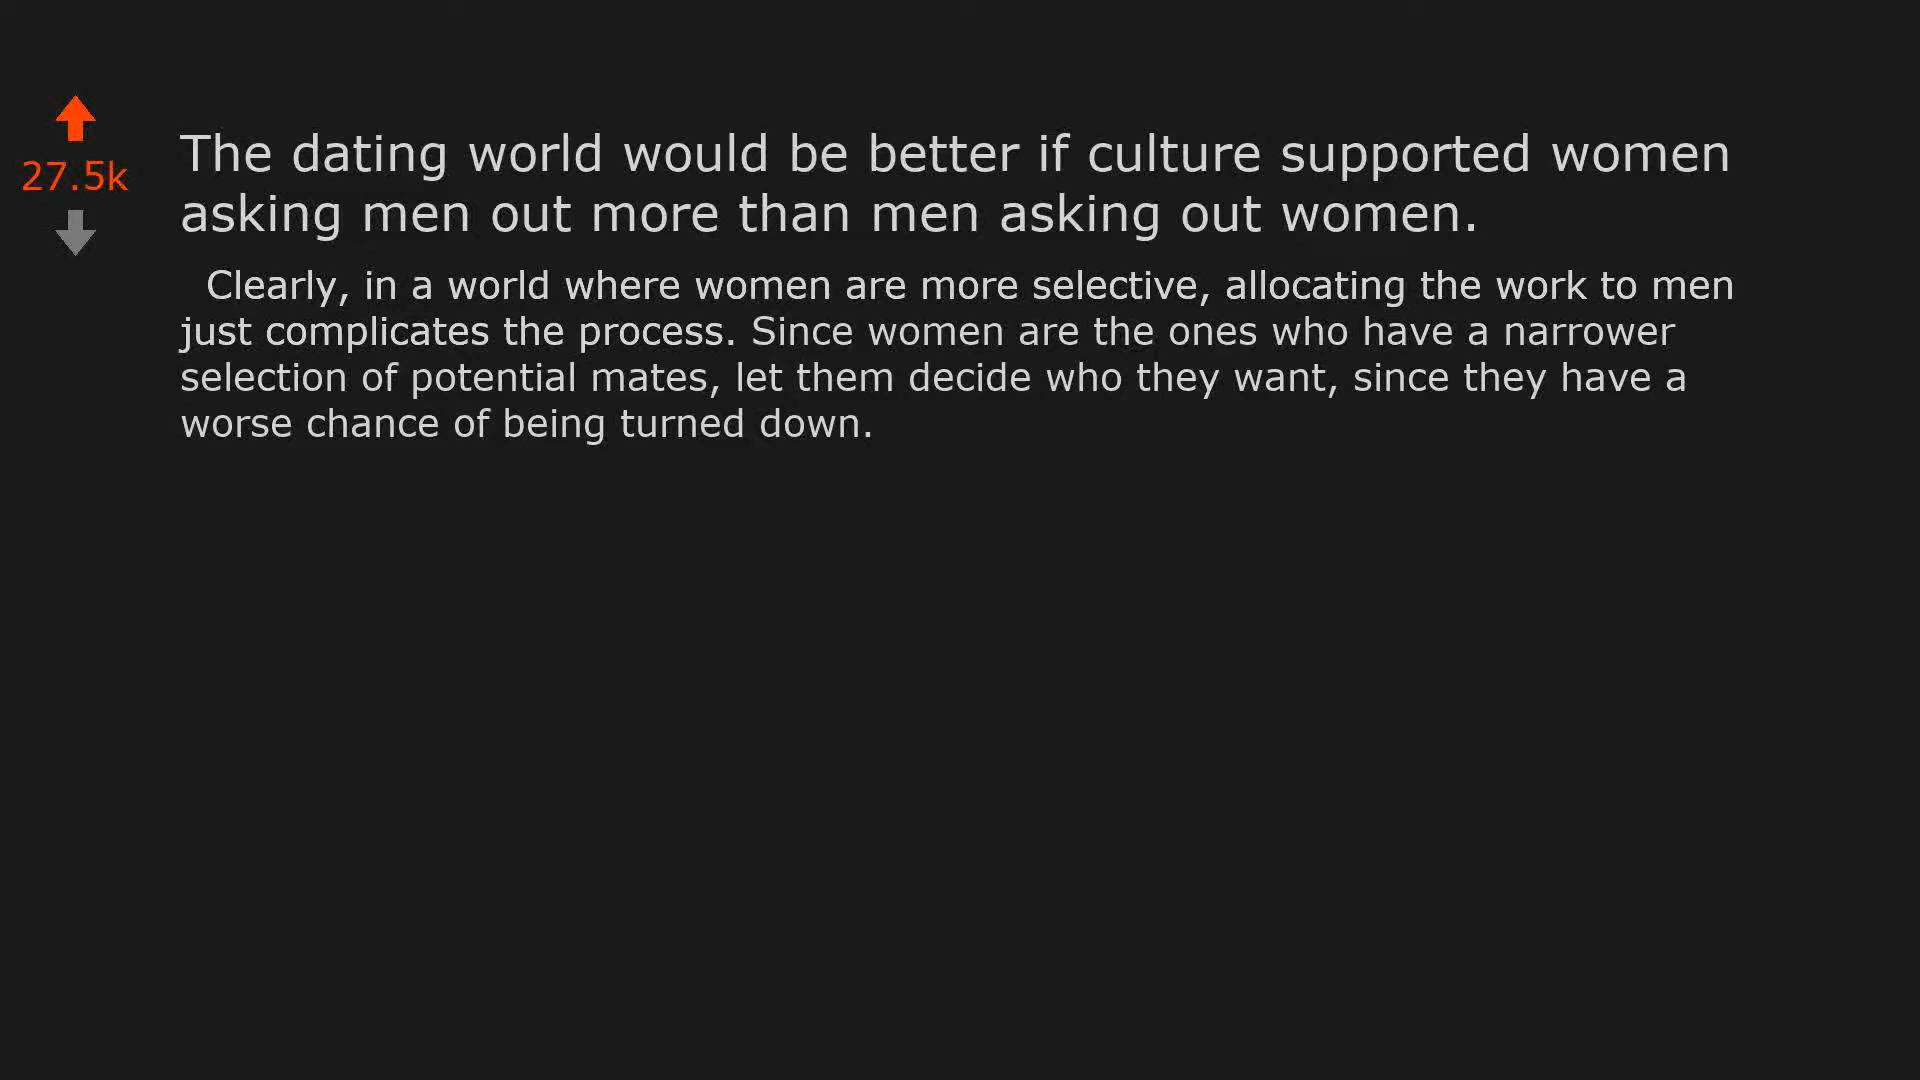 27.5k
The dating world would be better if culture supported women
asking men out more than men asking out women.
Clearly, in a world where women are more selective, allocating the work to men
just complicates the process. Since women are the ones who have a narrower
selection of potential mates, let them decide who they want, since they have a
worse chance of being turned down.